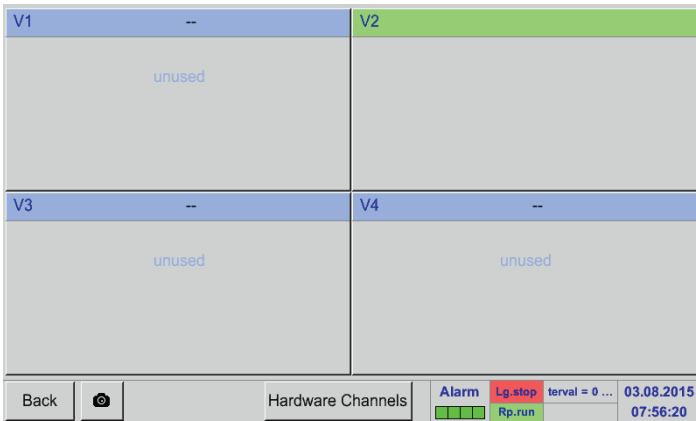 V1 --
V2
unused
V3 --
V4 --
unused
unused
Back
Hardware Channels
Alarm
Lg.stop
terval = 0 ...
03.08.2015
Rp.run
07:56:20